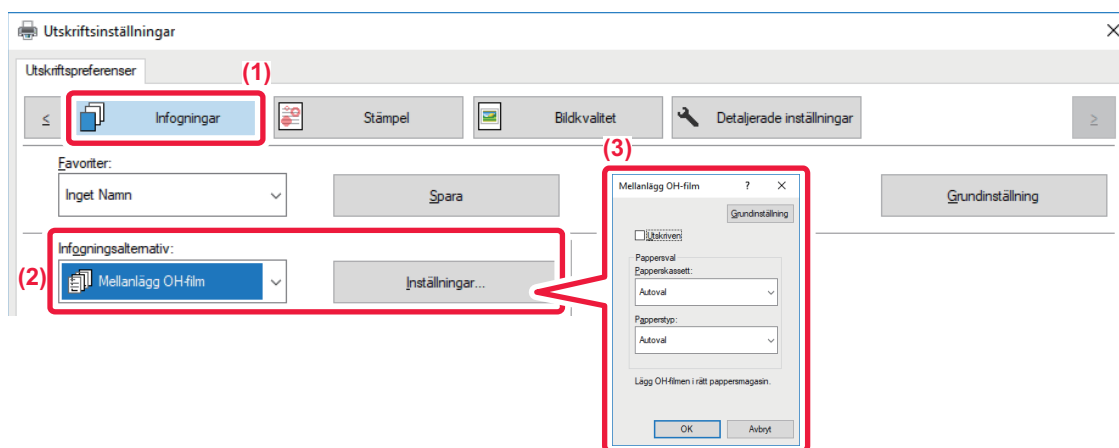 Utskriftsinställningar
Utskriftspreferenser
(1)
<
Infogningar
Stämpel
Bildkvalitet
Detaljerade inställningar
>
(3)
Favoriter:
Inget Namn
Spara
Grundinställning
(2)
Infogningsalternativ:
Mellanlägg OH-film
Inställningar...
Mellanlägg OH-film ?
Grundinställning
Utskriven
Pappersval
Papperskassett:
Autoval
Papperstyp:
Autoval
Lägg OH-filmen i rätt pappersmagasin.
OK Avbryt